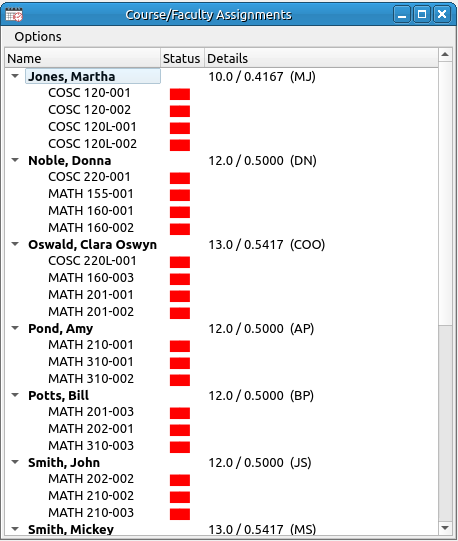 Course/Faculty Assignments
Options
Name Status Details
Jones, Martha 10.0 / 0.4167 (MJ)
COSC 120-001
COSC 120-002
COSC 120L-001
COSC 120L-002
Noble, Donna 12.0 / 0.5000 (DN)
COSC 220-001
MATH 155-001
MATH 160-001
MATH 160-002
Oswald, Clara Oswyn 13.0 / 0.5417 (COO)
COSC 220L-001
MATH 160-003
MATH 201-001
MATH 201-002
Pond, Amy 12.0 / 0.5000 (AP)
MATH 210-001
MATH 310-001
MATH 310-002
Potts, Bill 12.0 / 0.5000 (BP)
MATH 201-003
MATH 202-001
MATH 310-003
Smith, John 12.0 / 0.5000 (JS)
MATH 202-002
MATH 210-002
MATH 210-003
Smith, Mickey 13.0 / 0.5417 (MS)